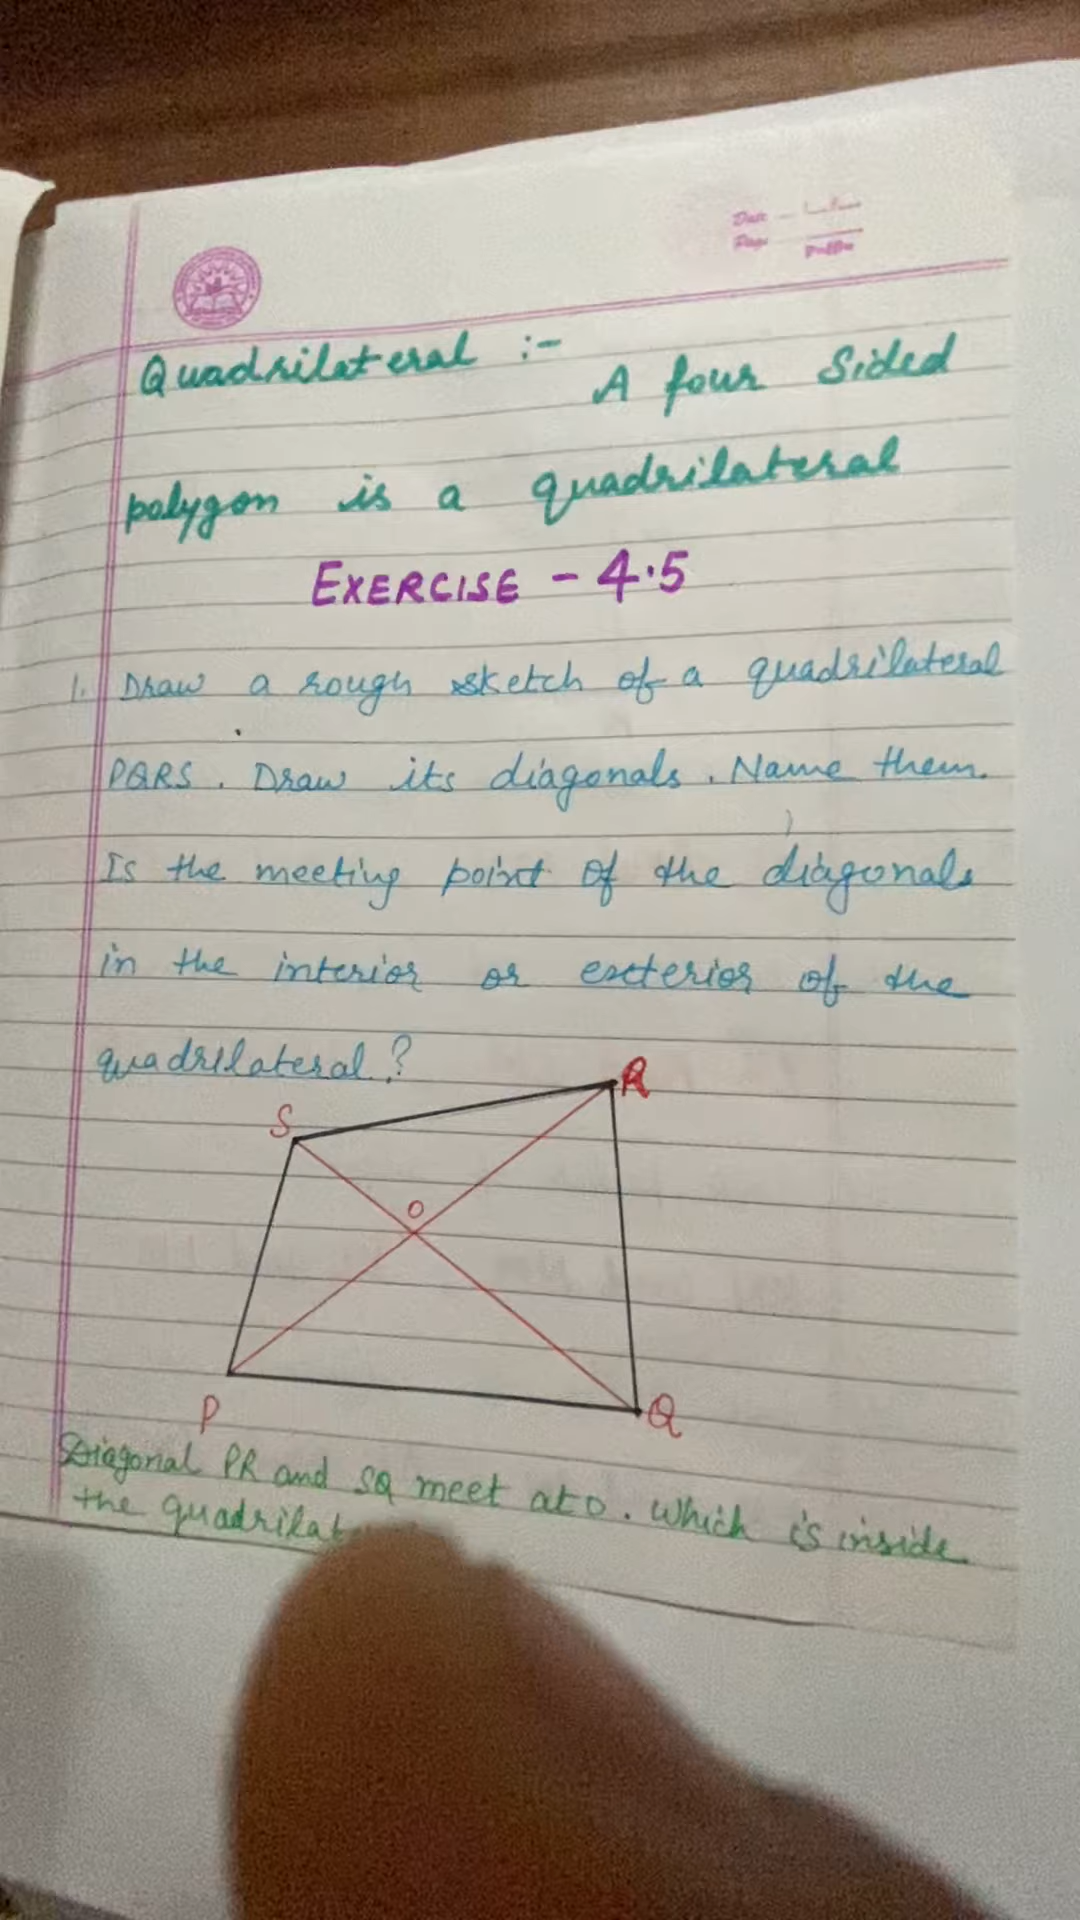 Date
Page
Quadrilateral :- A four Sided
polygon is a quadrilateral
EXERCISE - 4.5
1. Draw a rough sketch of a quadrilateral
PQRS. Draw its diagonals. Name them.
Is the meeting point of the diagonals
in the interior or exterior of the
quadrilateral?
S
R
O
P
Q
Diagonal PR and SQ meet at O. Which is inside
the